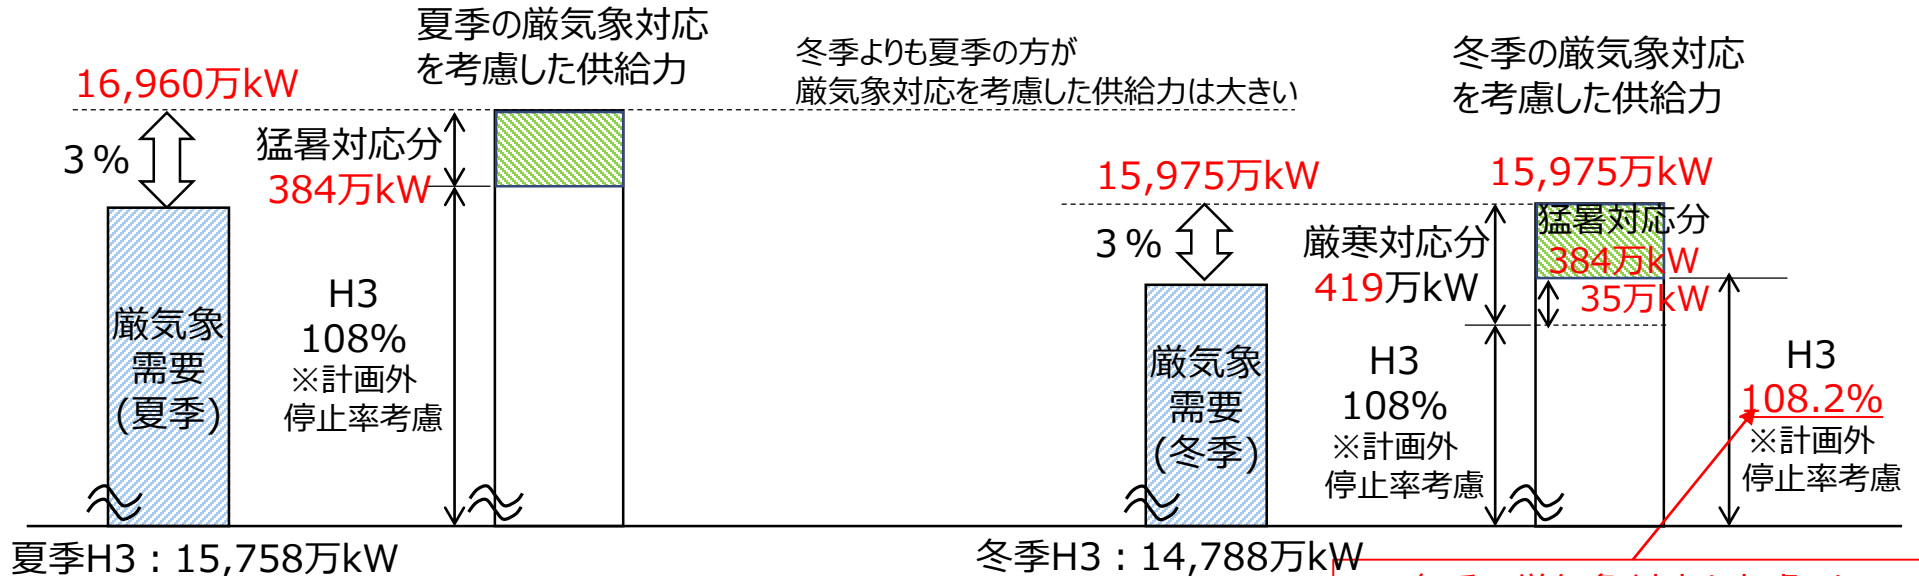 夏季の厳気象対応
を考慮した供給力
16,960万kW
3%
猛暑対応分
384万kW
H3
108%
※計画外
停止率考慮
厳気象
需要
(夏季)
夏季H3：15,758万kW
冬季よりも夏季の方が
厳気象対応を考慮した供給力は大きい
冬季の厳気象対応
を考慮した供給力
15,975万kW
15,975万kW
3%
厳寒対応分
419万kW
猛暑対応分
384万kW
35万kW
厳気象
需要
(冬季)
H3
108%
※計画外
停止率考慮
H3
108.2%
※計画外
停止率考慮
冬季H3：14,788万kW